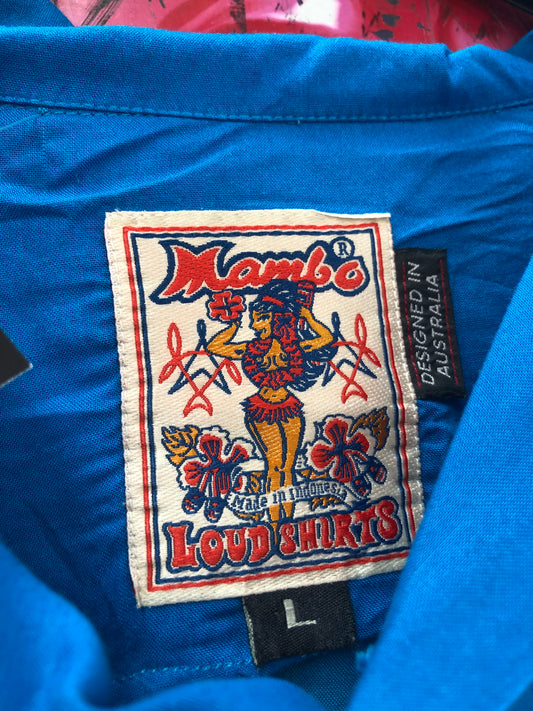 Mambo ®
DESIGNED IN
AUSTRALIA
Made in Indonesia
LOUD SHIRTS
L